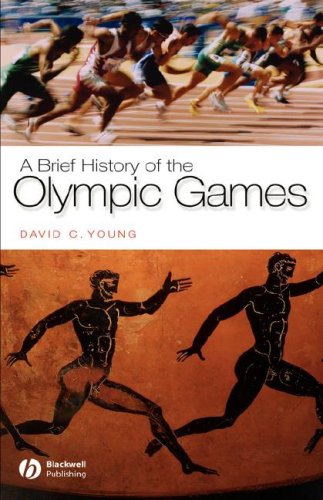 A Brief History of the
Olympic Games
DAVID C. YOUNG
Blackwell
Publishing